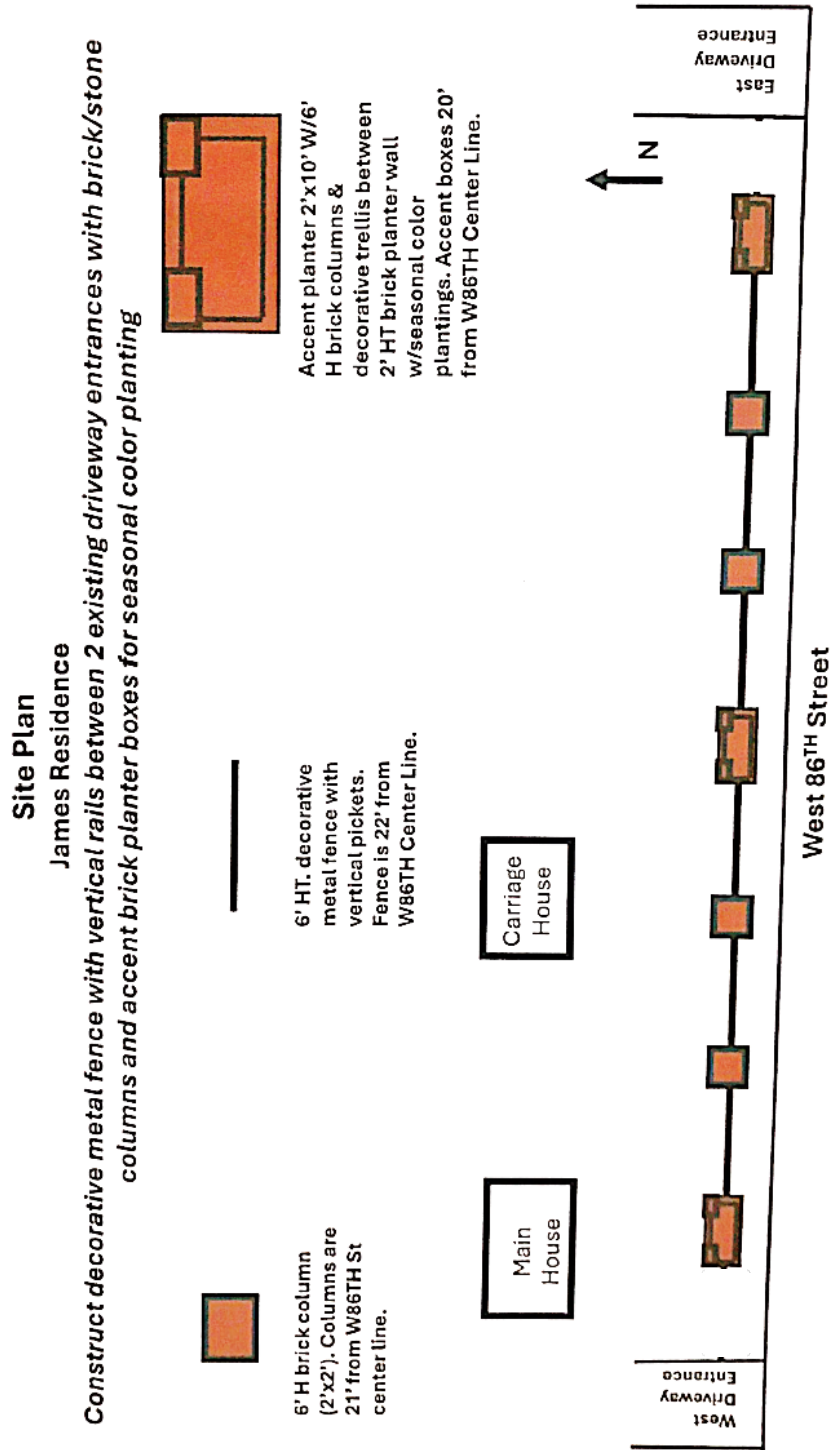 Site Plan
James Residence
Construct decorative metal fence with vertical rails between 2 existing driveway entrances with brick/stone
columns and accent brick planter boxes for seasonal color planting
6' H brick column
(2'x2'). Columns are
21' from W86TH St
center line.
6' HT. decorative
metal fence with
vertical pickets.
Fence is 22' from
W86TH Center Line.
Accent planter 2'x10' W/6'
H brick columns &
decorative trellis between
2' HT brick planter wall
w/seasonal color
plantings. Accent boxes 20'
from W86TH Center Line.
Main
House
Carriage
House
N
West
Driveway
Entrance
East
Driveway
Entrance
West 86TH Street